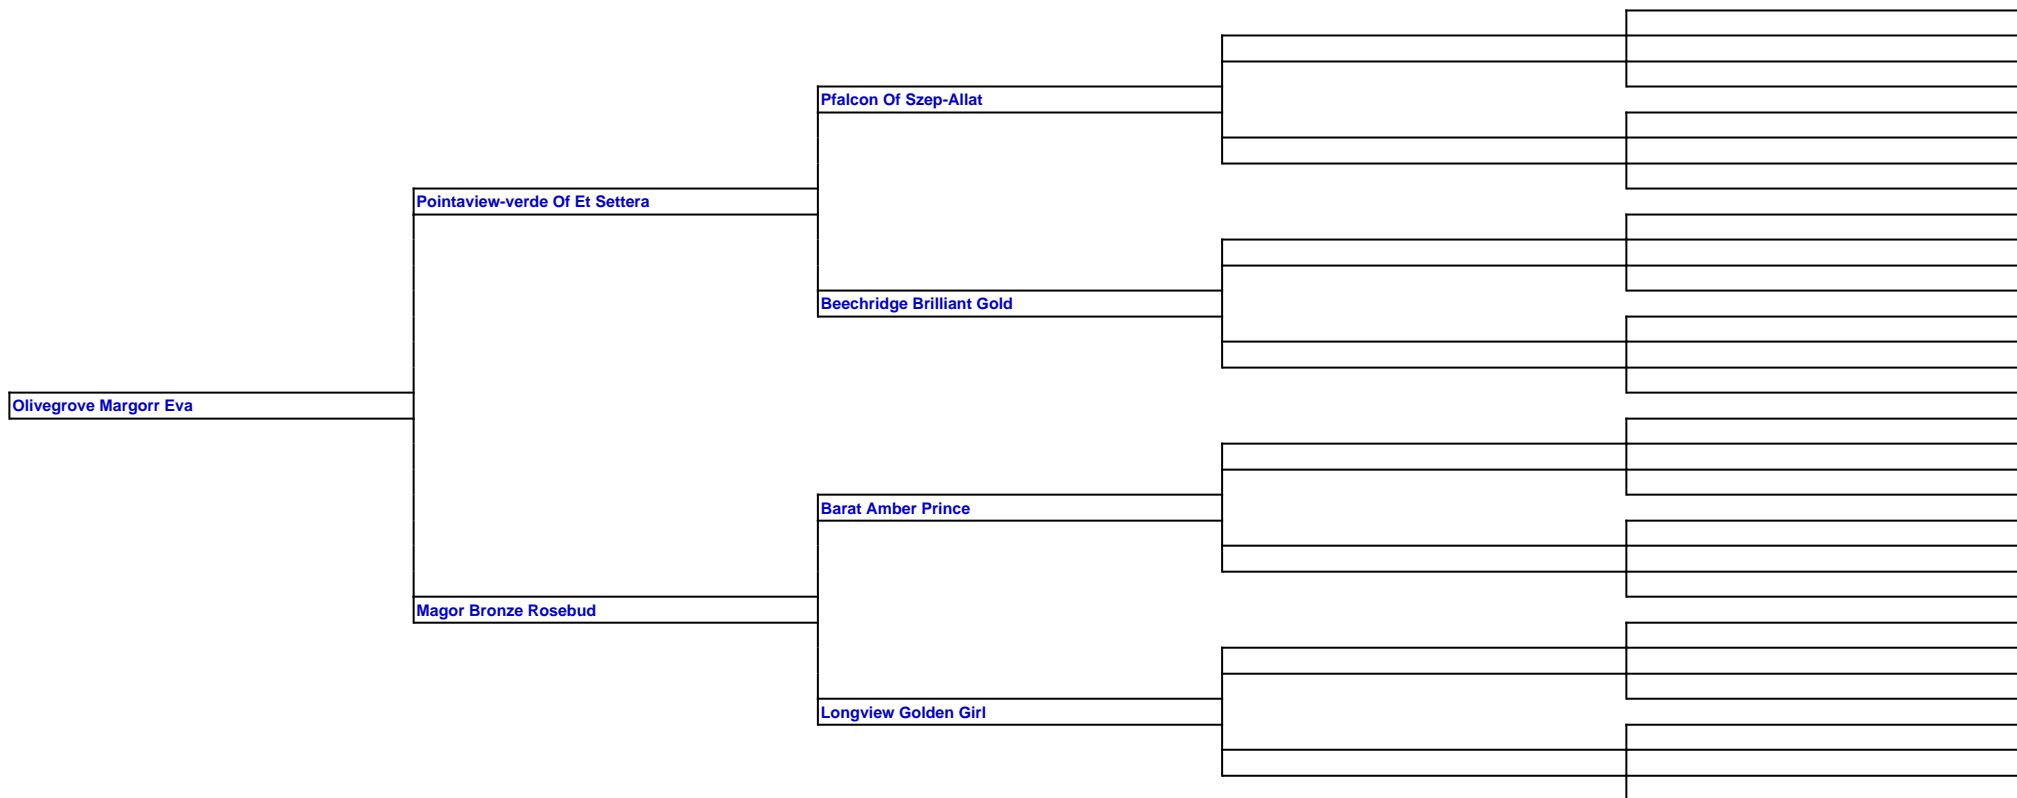 Pfalcon Of Szep-Allat
Pointaview-verde Of Et Settera
Beechridge Brilliant Gold
Olivegrove Margorr Eva
Barat Amber Prince
Magor Bronze Rosebud
Longview Golden Girl